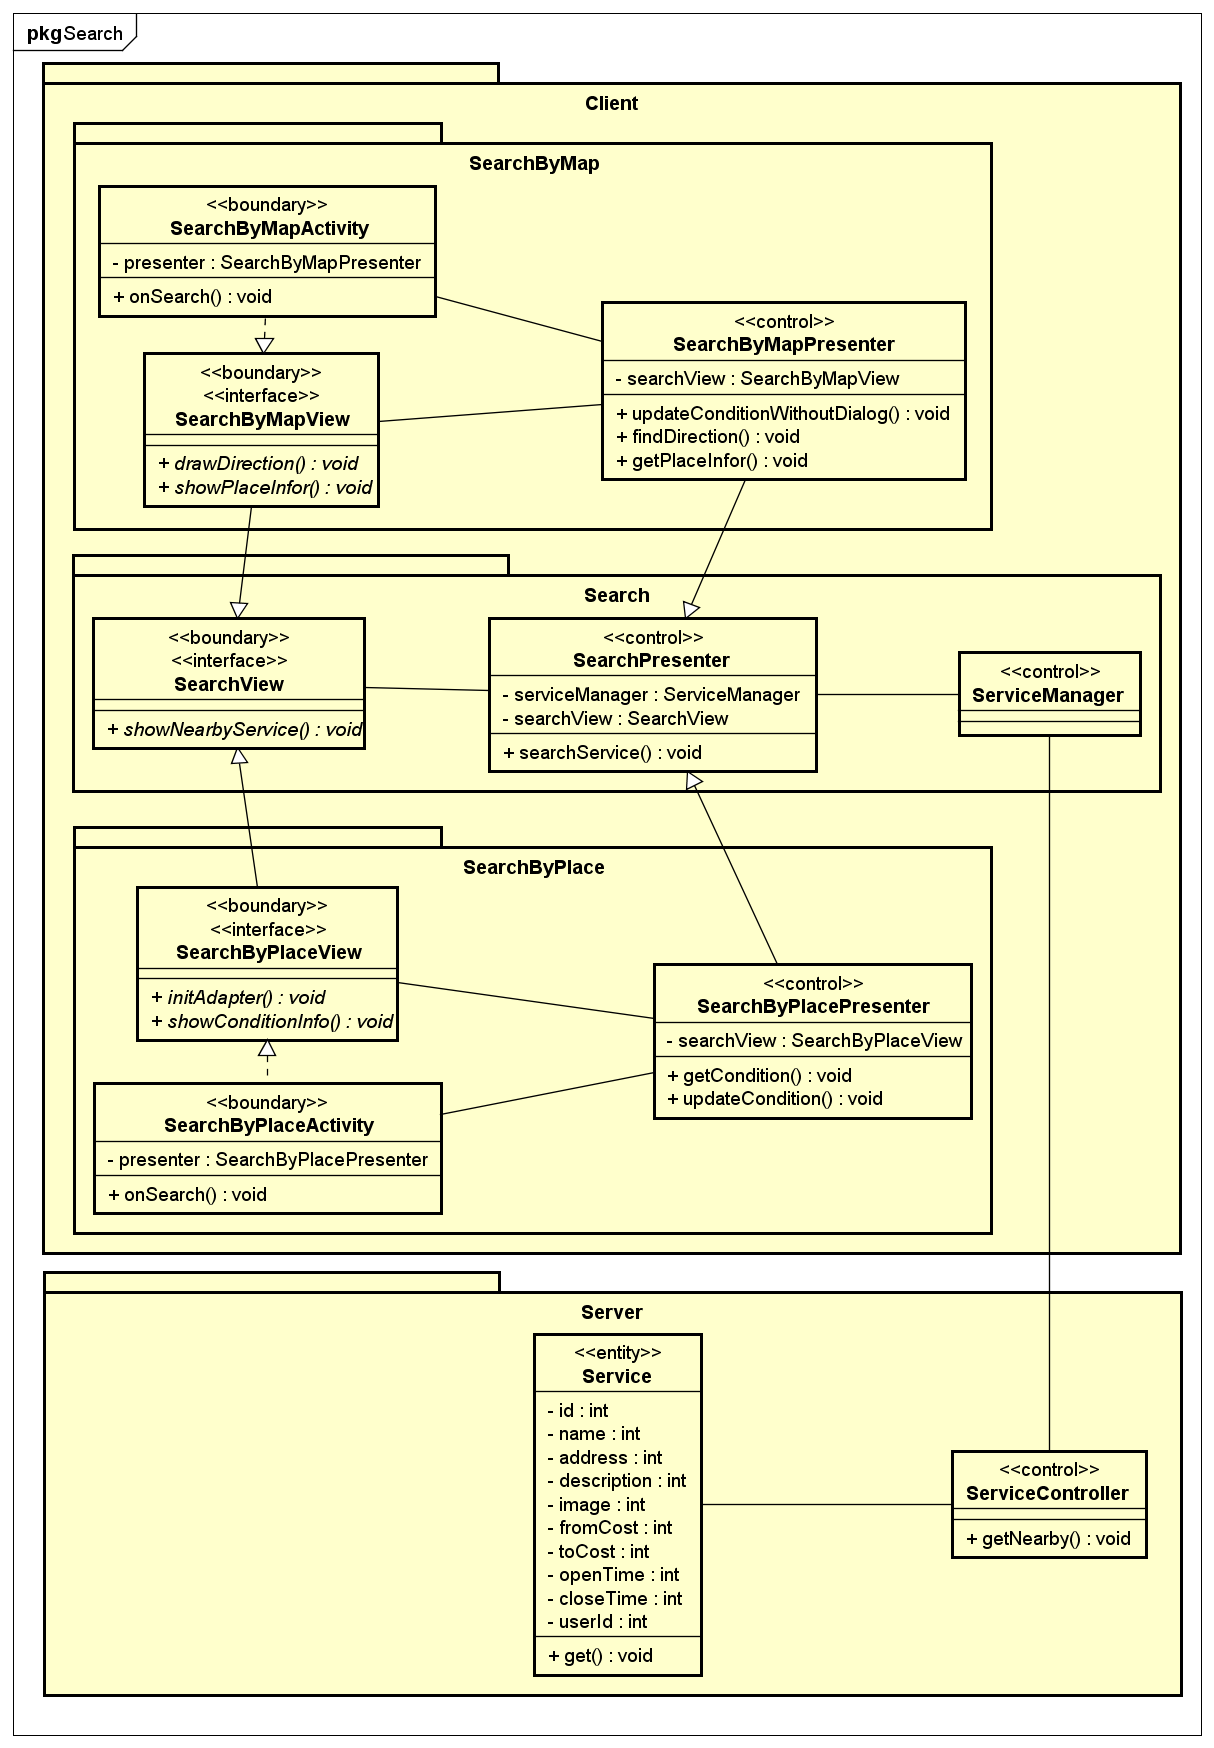 pkg Search
Client
SearchByMap
<<boundary>>
SearchByMapActivity
- presenter : SearchByMapPresenter
+ onSearch() : void
<<control>>
SearchByMapPresenter
- searchView : SearchByMapView
+ updateConditionWithoutDialog() : void
+ findDirection() : void
+ getPlaceInfor() : void
<<boundary>>
<<interface>>
SearchByMapView
+ drawDirection() : void
+ showPlaceInfor() : void
Search
<<boundary>>
<<interface>>
SearchView
+ showNearbyService() : void
<<control>>
SearchPresenter
- serviceManager : ServiceManager
- searchView : SearchView
+ searchService() : void
<<control>>
ServiceManager
SearchByPlace
<<boundary>>
<<interface>>
SearchByPlaceView
+ initAdapter() : void
+ showConditionInfo() : void
<<control>>
SearchByPlacePresenter
- searchView : SearchByPlaceView
+ getCondition() : void
+ updateCondition() : void
<<boundary>>
SearchByPlaceActivity
- presenter : SearchByPlacePresenter
+ onSearch() : void
Server
<<entity>>
Service
- id : int
- name : int
- address : int
- description : int
- image : int
- fromCost : int
- toCost : int
- openTime : int
- closeTime : int
- userId : int
+ get() : void
<<control>>
ServiceController
+ getNearby() : void